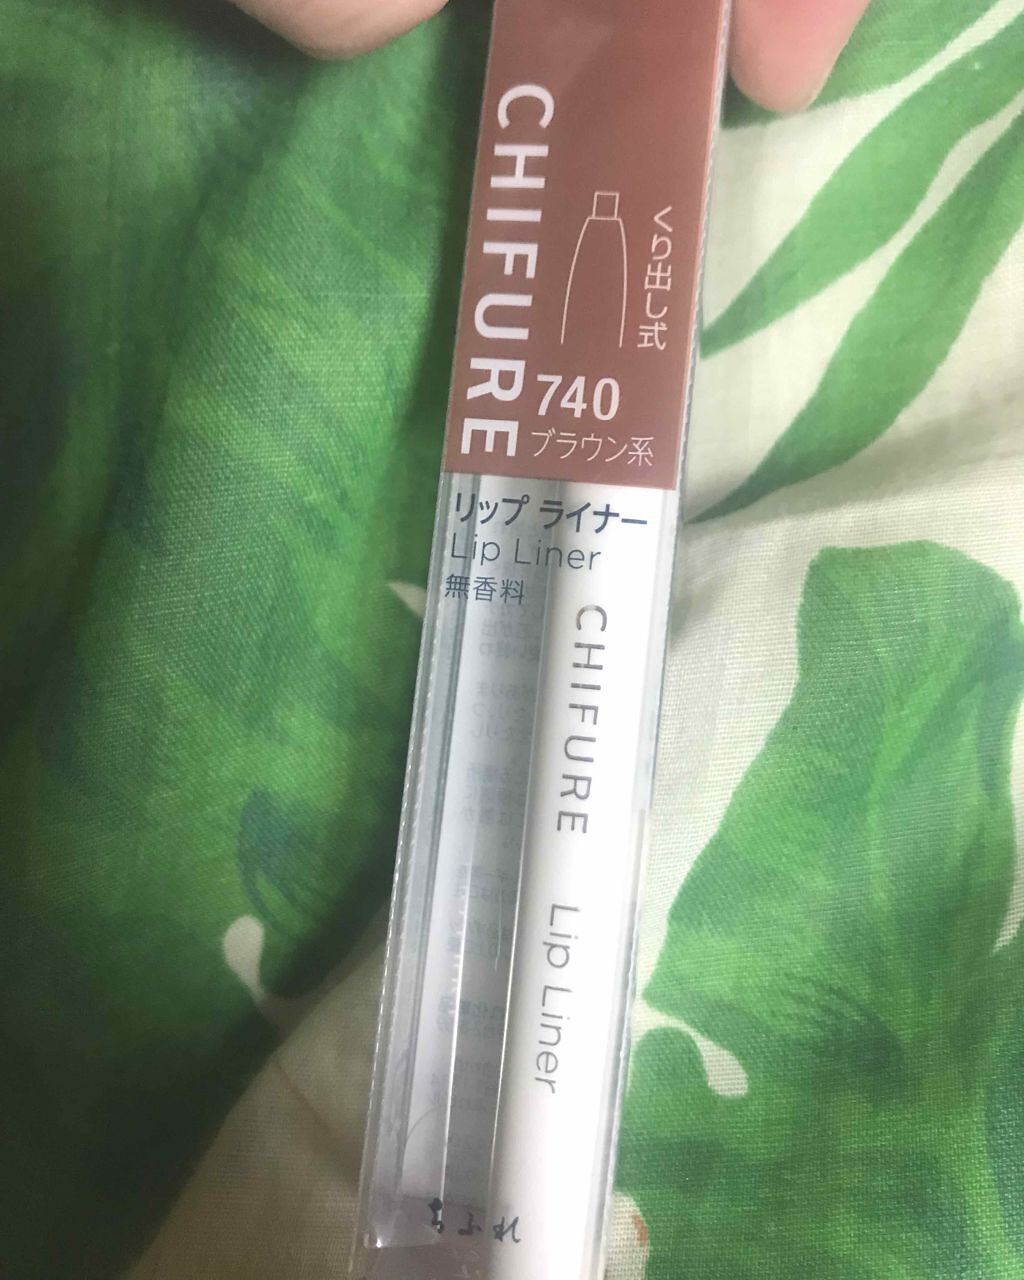 CHIFURE
くり出し式
740
ブラウン系
リップ ライナー
Lip Liner
無香料
CHIFURE Lip Liner
ちふれ